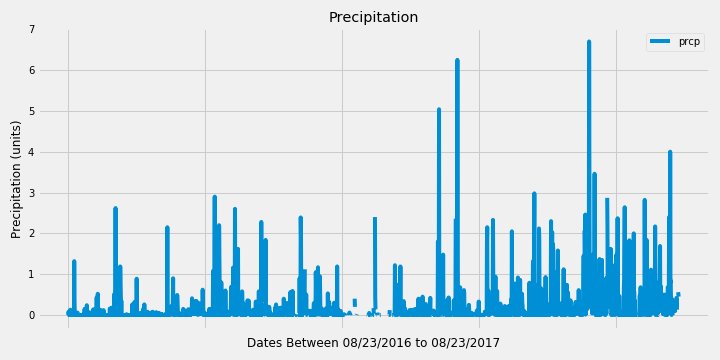 Precipitation
prcp
7
6
5
4
3
2
1
0
Precipitation (units)
Dates Between 08/23/2016 to 08/23/2017